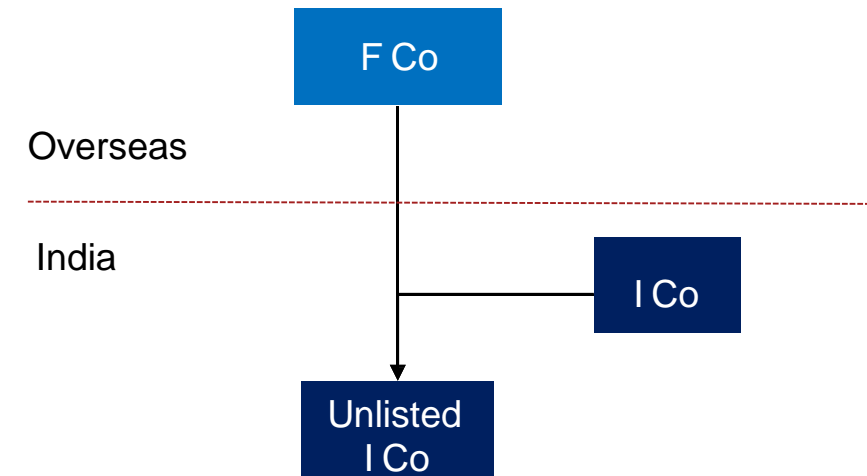 F Co
Overseas
India
I Co
Unlisted
I Co